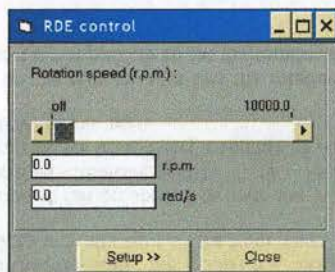 RDE control
Rotation speed (r.p.m.) :
off 10000.0
0.0 r.p.m.
0.0 rad/s
Setup >> Close